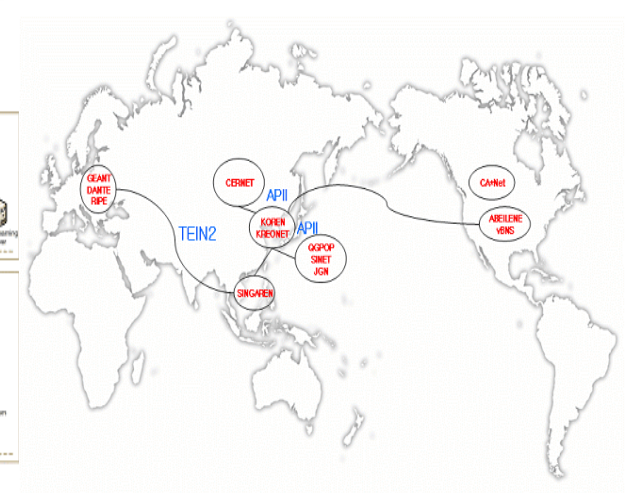 GEANT
DANTE
RIPE
CERNET
APII
KOREN
KREONET
APII
QGPOP
SINET
JGN
TEIN2
SINGAREN
CA*Net
ABEILENE
vBNS